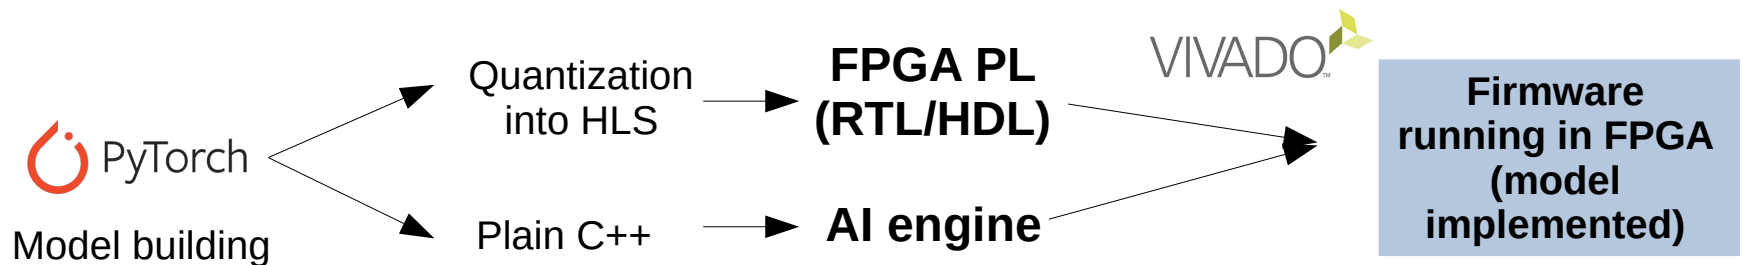 PyTorch
Model building
Quantization
into HLS
Plain C++
FPGA PL
(RTL/HDL)
AI engine
VIVADO™
Firmware
running in FPGA
(model
implemented)